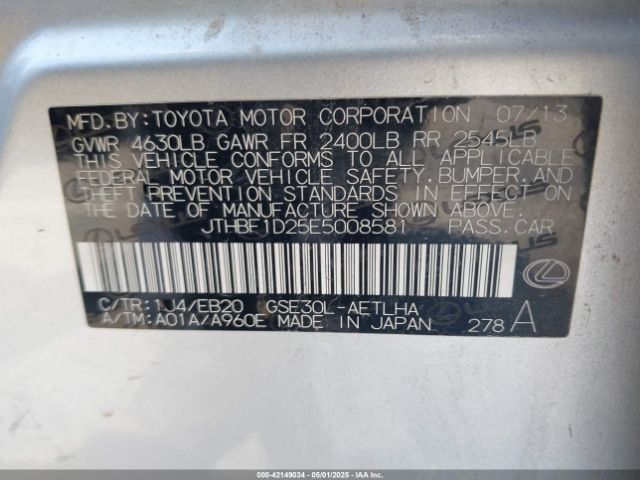 MFD.BY:TOYOTA MOTOR CORPORATION 07/13
GVWR 4630LB GAWR FR 2400LB RR 2545LB
THIS VEHICLE CONFORMS TO ALL APPLICABLE
FEDERAL MOTOR VEHICLE SAFETY,BUMPER,AND
THEFT PREVENTION STANDARDS IN EFFECT ON
THE DATE OF MANUFACTURE SHOWN ABOVE.
JTHBF1D25E5008581 PASS.CAR
C/TR:1J4/EB20 GSE30L-AETLHA
A/TM:A01A/A960E MADE IN JAPAN 278 A
000-42149034 - 05/01/2025 - IAA Inc.